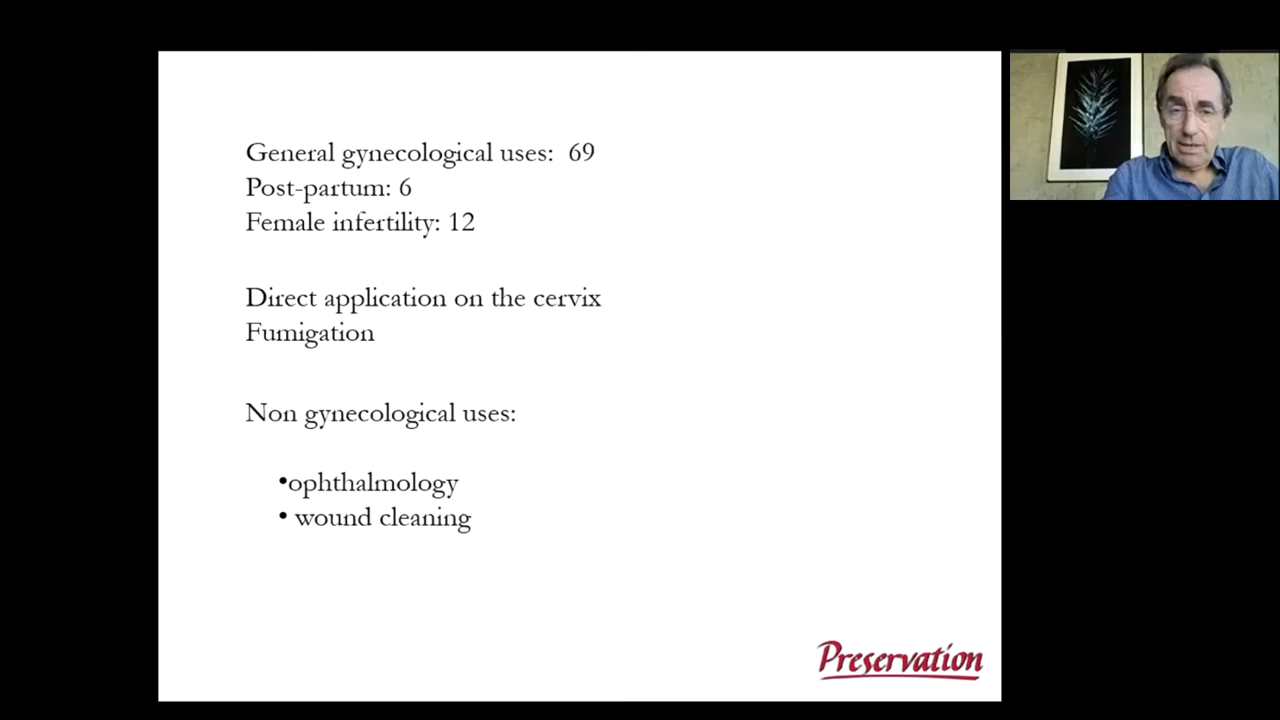 General gynecological uses:  69
Post-partum: 6
Female infertility: 12
Direct application on the cervix
Fumigation
Non gynecological uses:
•ophthalmology
• wound cleaning
Preservation